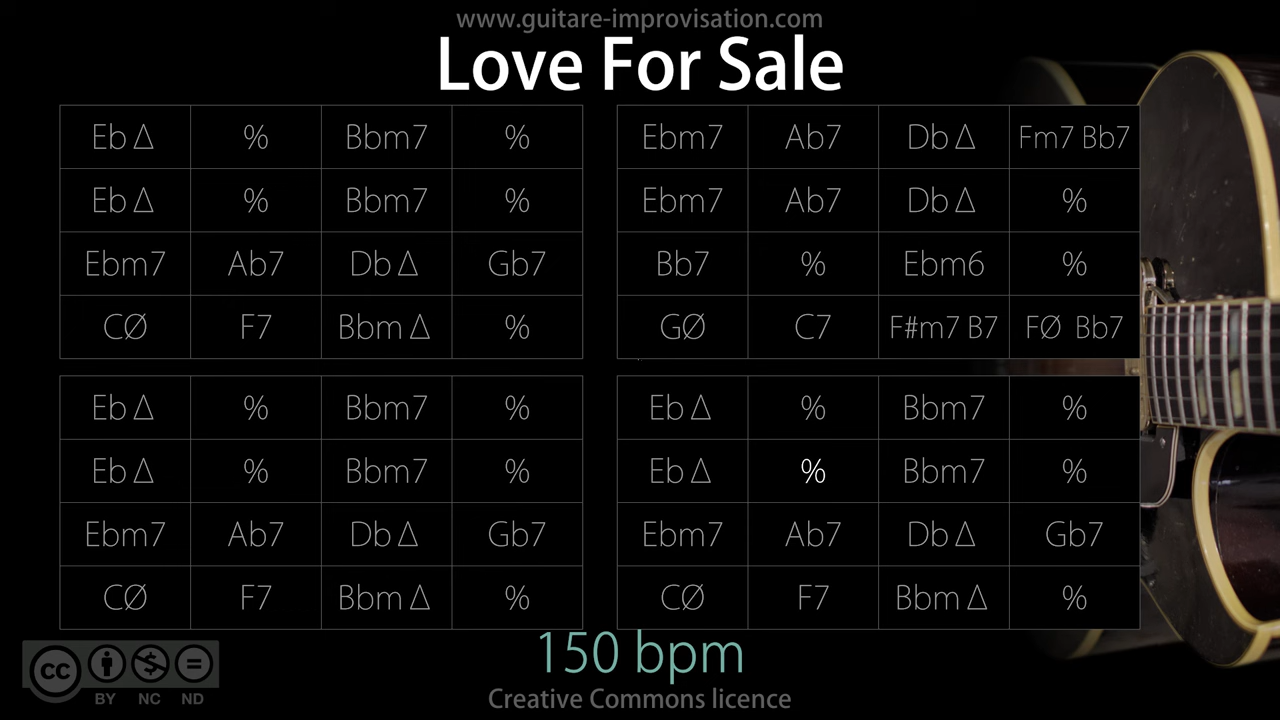 www.guitare-improvisation.com
Love For Sale
Eb Δ % Bbm7 %
Eb Δ % Bbm7 %
Ebm7 Ab7 Db Δ Gb7
CØ F7 Bbm Δ %
Ebm7 Ab7 Db Δ Fm7 Bb7
Ebm7 Ab7 Db Δ %
Bb7 % Ebm6 %
GØ C7 F#m7 B7 FØ Bb7
Eb Δ % Bbm7 %
Eb Δ % Bbm7 %
Ebm7 Ab7 Db Δ Gb7
CØ F7 Bbm Δ %
Eb Δ % Bbm7 %
Eb Δ % Bbm7 %
Ebm7 Ab7 Db Δ Gb7
CØ F7 Bbm Δ %
150 bpm
cc
BY NC ND
Creative Commons licence